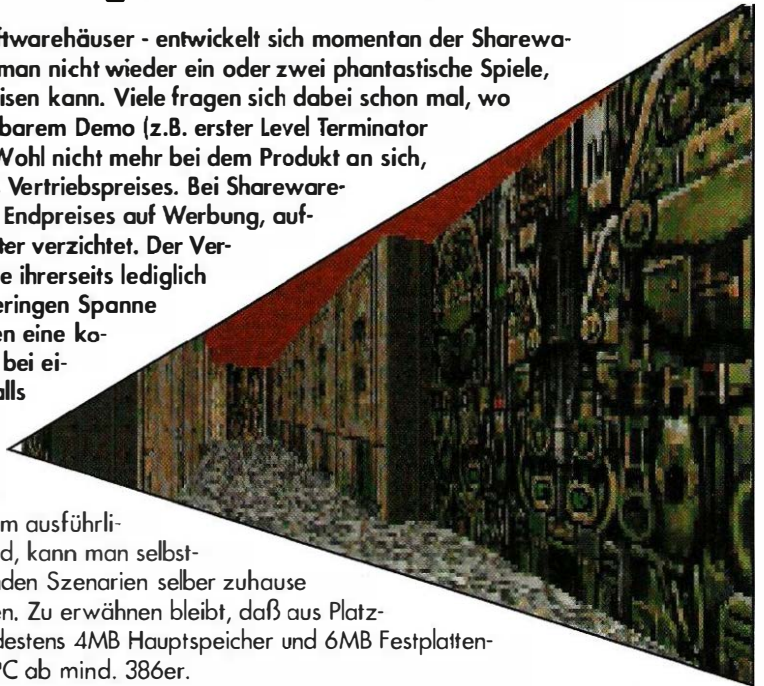 ftwarehäuser - entwickelt sich momentan der Sharewa-
man nicht wieder ein oder zwei phantastische Spiele,
isen kann. Viele fragen sich dabei schon mal, wo
barem Demo (z.B. erster Level Terminator
Wohl nicht mehr bei dem Produkt an sich,
Vertriebspreises. Bei Shareware-
Endpreises auf Werbung, auf-
ter verzichtet. Der Ver-
e ihrerseits lediglich
eringen Spanne
en eine ko-
bei ei-
alls
m ausführli-
d, kann man selbst-
nden Szenarien selber zuhause
en. Zu erwähnen bleibt, daß aus Platz-
destens 4MB Hauptspeicher und 6MB Festplatten-
PC ab mind. 386er.